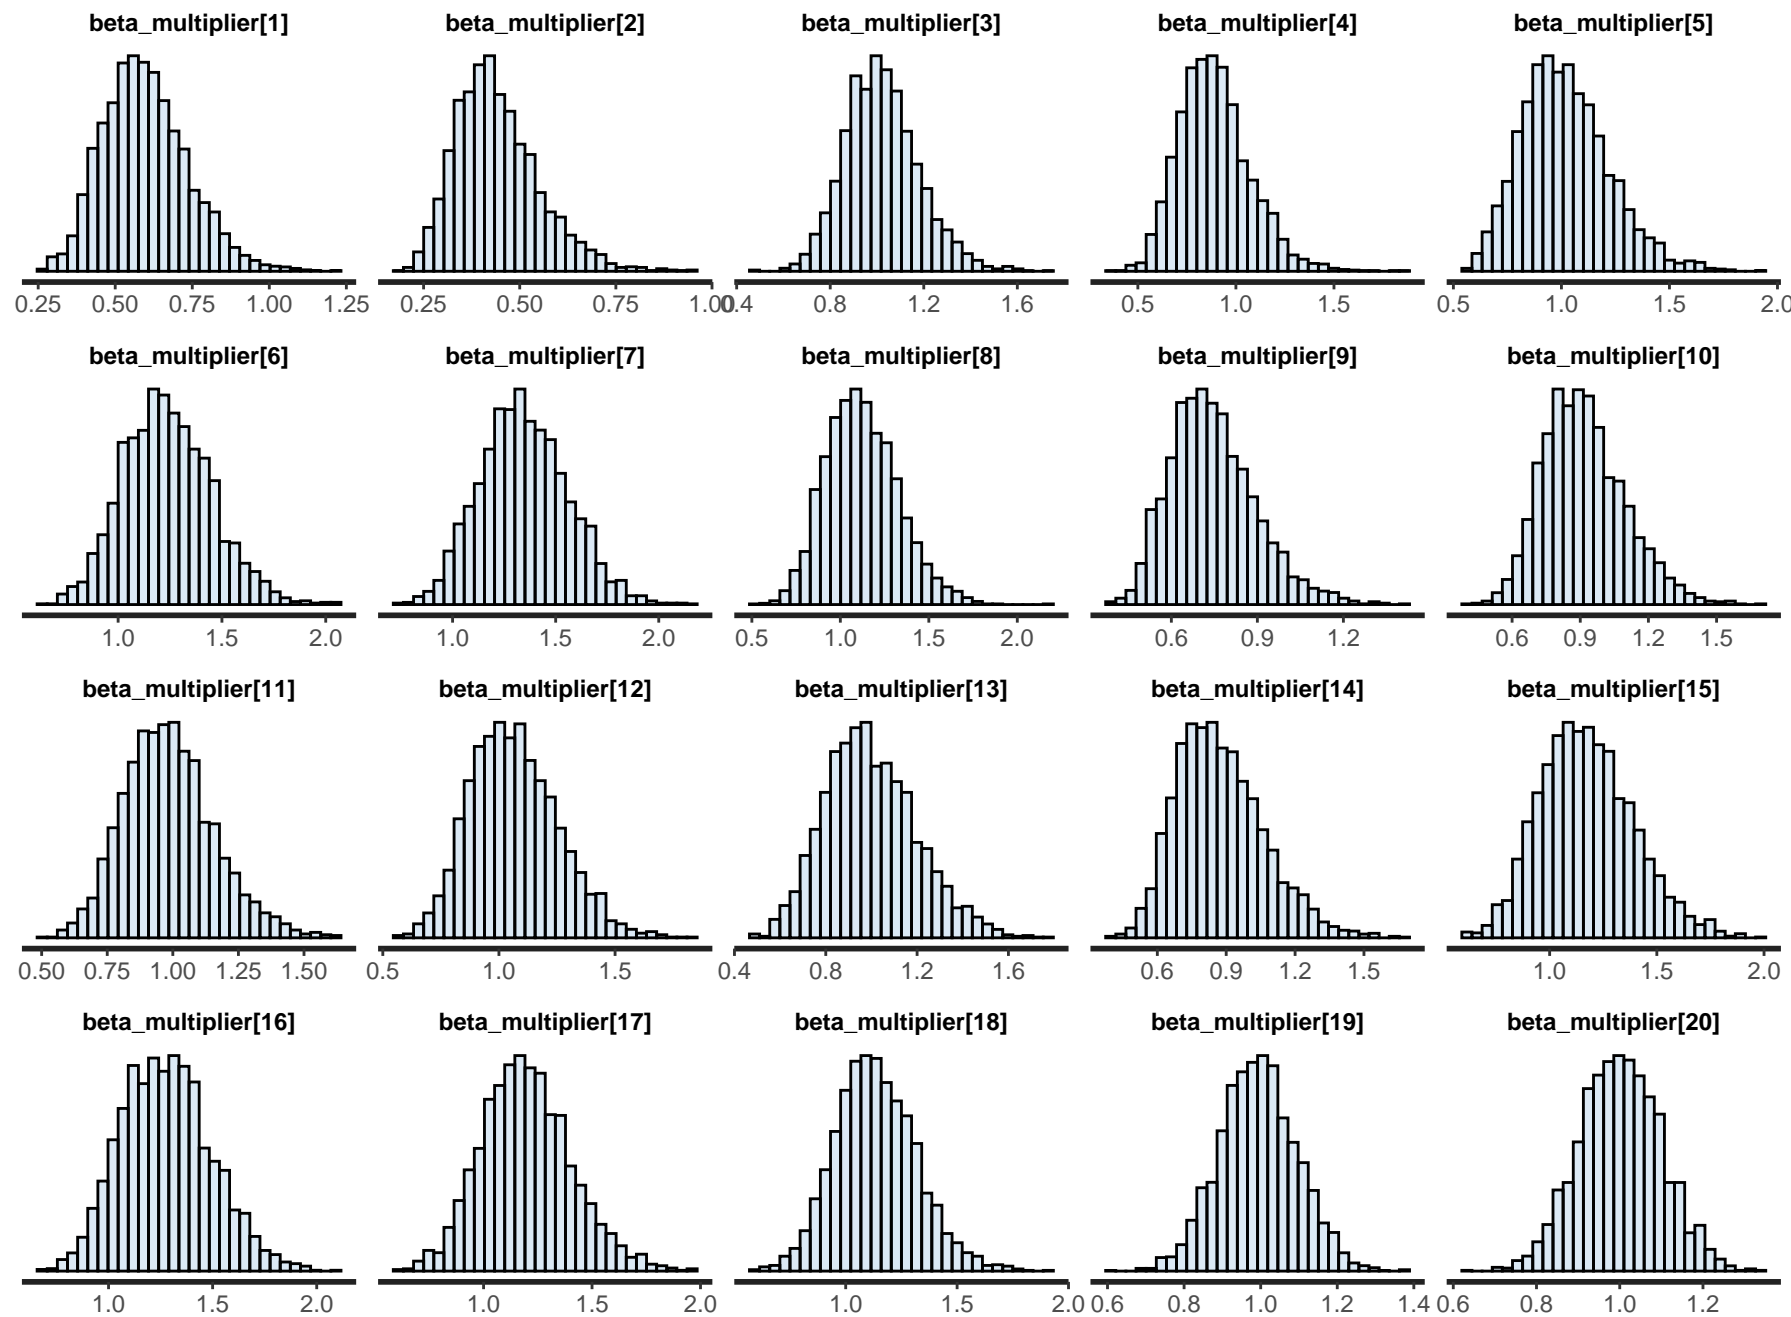 beta_multiplier[1] beta_multiplier[2] beta_multiplier[3] beta_multiplier[4] beta_multiplier[5]
0.25 0.50 0.75 1.00 1.25 0.25 0.50 0.75 1.00 0.4 0.8 1.2 1.6 0.5 1.0 1.5 0.5 1.0 1.5 2.0
beta_multiplier[6] beta_multiplier[7] beta_multiplier[8] beta_multiplier[9] beta_multiplier[10]
1.0 1.5 2.0 1.0 1.5 2.0 0.5 1.0 1.5 2.0 0.6 0.9 1.2 0.6 0.9 1.2 1.5
beta_multiplier[11] beta_multiplier[12] beta_multiplier[13] beta_multiplier[14] beta_multiplier[15]
0.50 0.75 1.00 1.25 1.50 0.5 1.0 1.5 0.4 0.8 1.2 1.6 0.6 0.9 1.2 1.5 1.0 1.5 2.0
beta_multiplier[16] beta_multiplier[17] beta_multiplier[18] beta_multiplier[19] beta_multiplier[20]
1.0 1.5 2.0 1.0 1.5 2.0 1.0 1.5 2.0 0.6 0.8 1.0 1.2 1.4 0.6 0.8 1.0 1.2